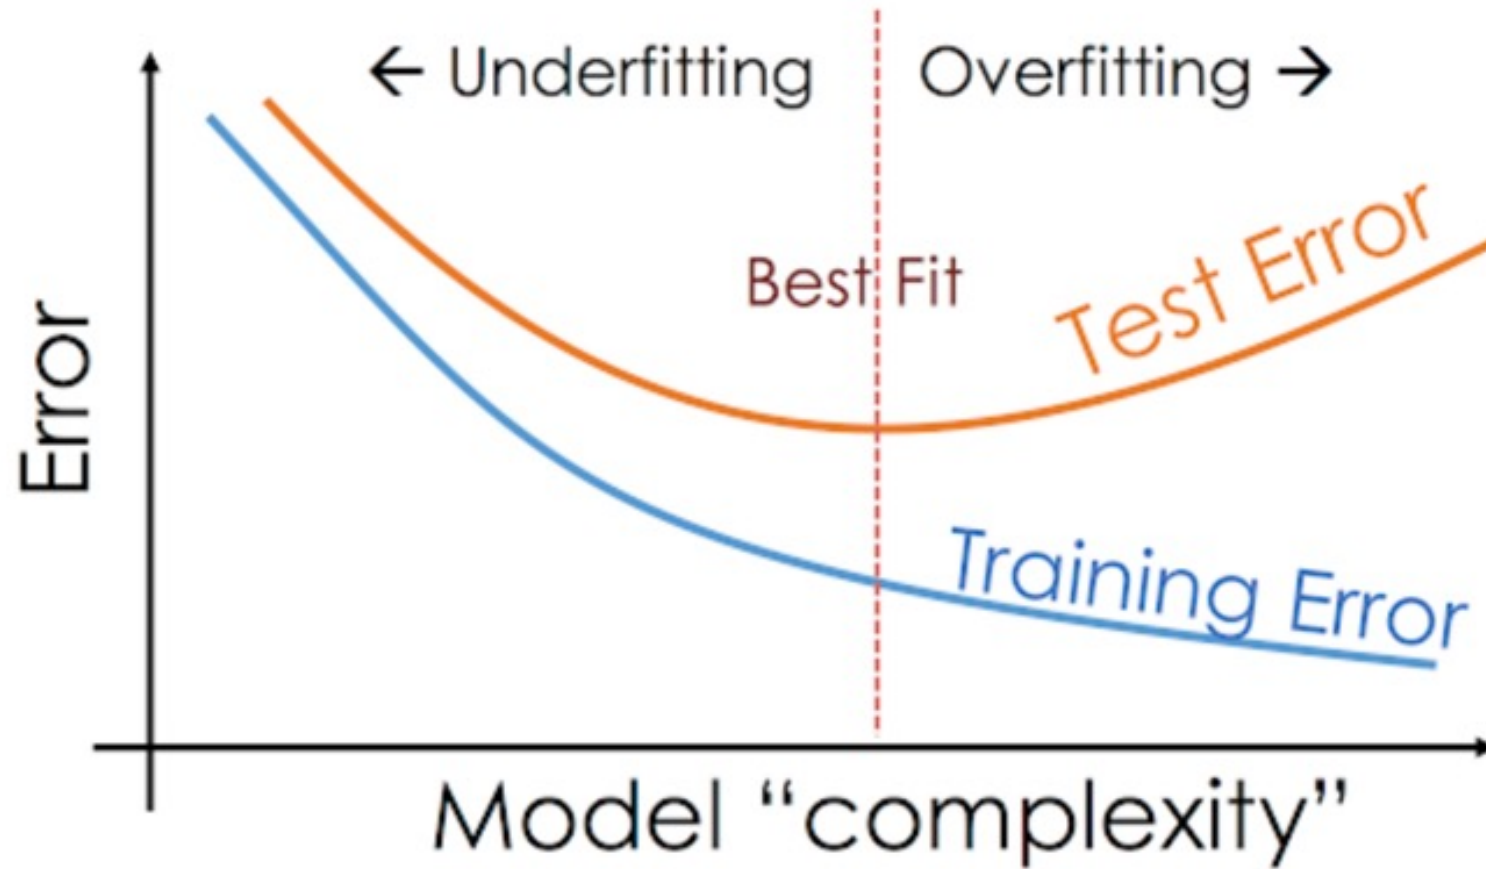 ← Underfitting
Overfitting →
Best Fit
Test Error
Training Error
Error
Model “complexity”